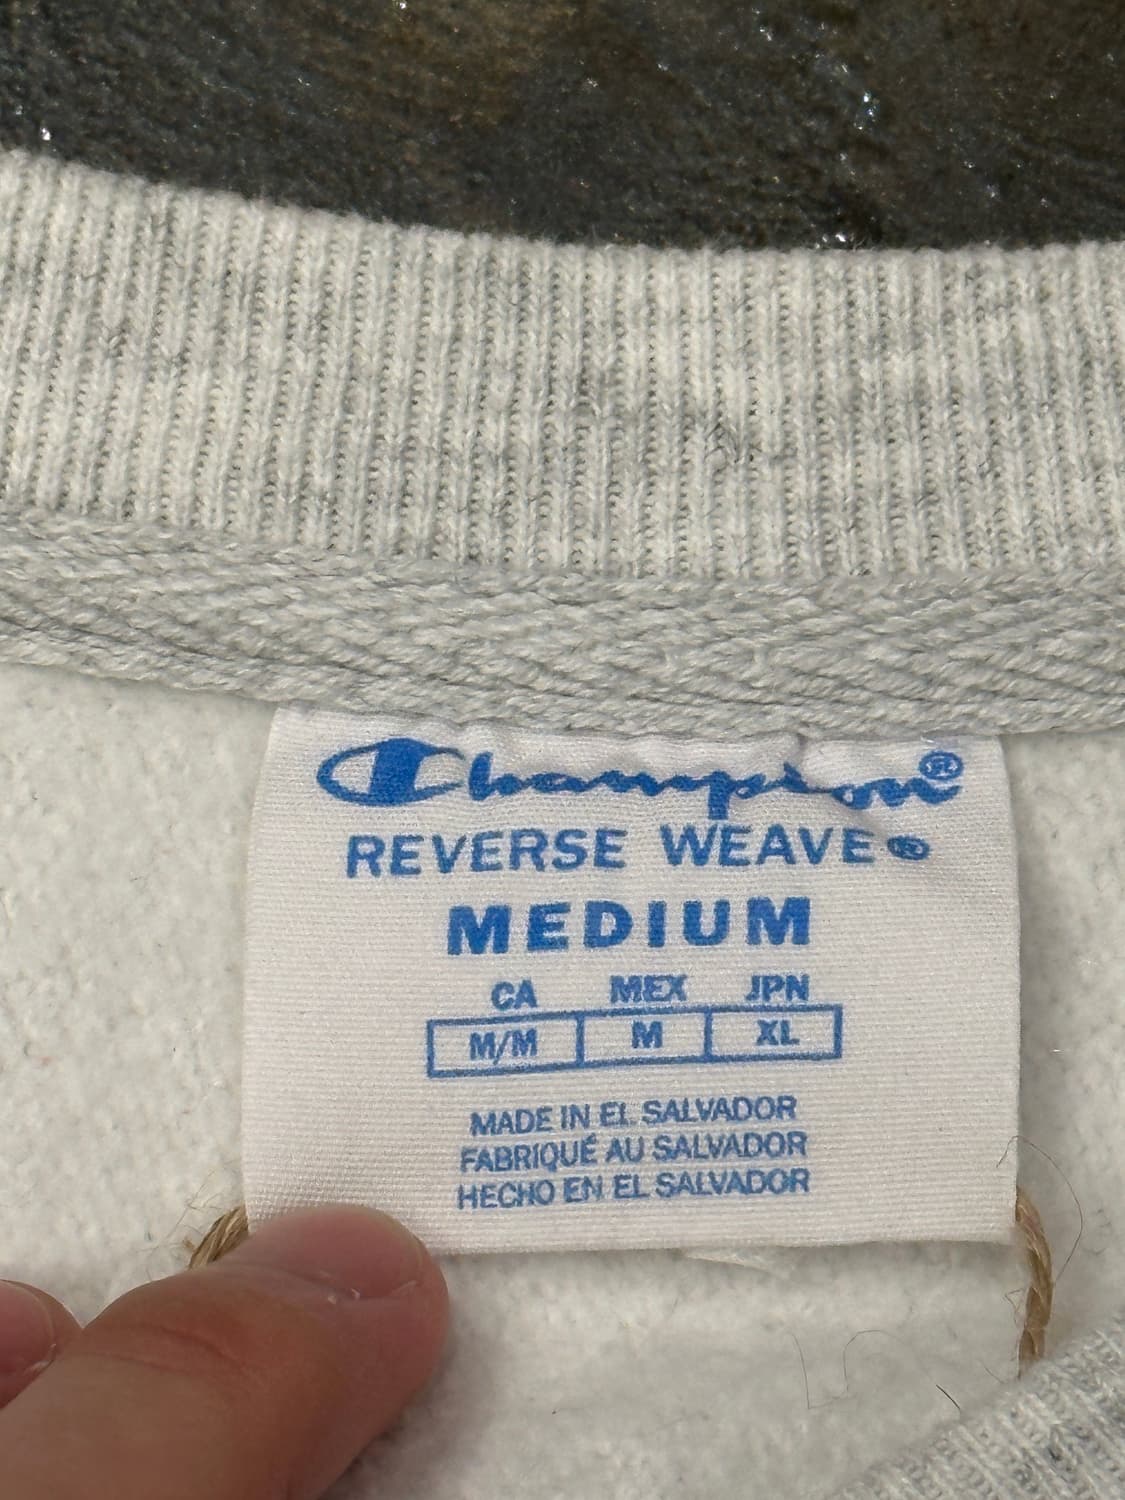 Champion®
REVERSE WEAVE®
MEDIUM
CA MEX JPN
M/M M XL
MADE IN EL SALVADOR
FABRIQUÉ AU SALVADOR
HECHO EN EL SALVADOR